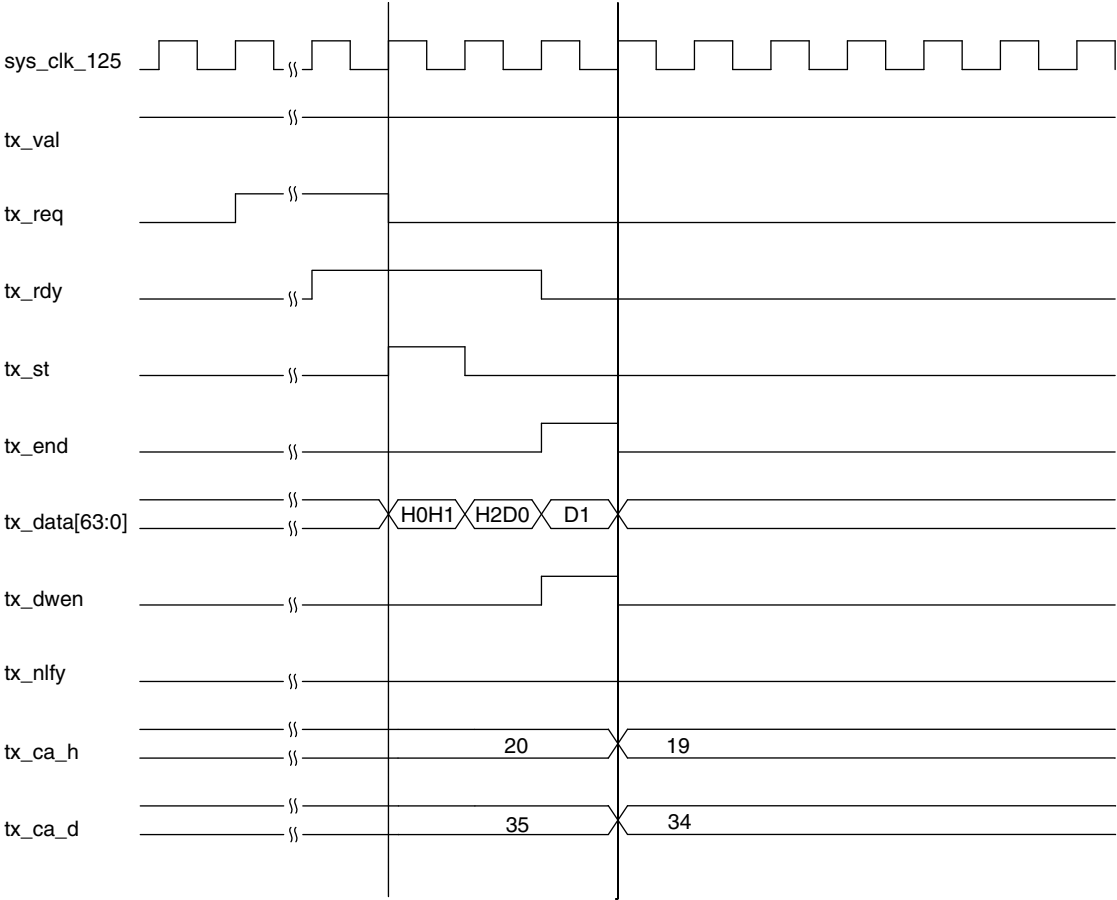 sys_clk_125
tx_val
tx_req
tx_rdy
tx_st
tx_end
tx_data[63:0] H0H1 H2D0 D1
tx_dwen
tx_nlfy
tx_ca_h 20 19
tx_ca_d 35 34